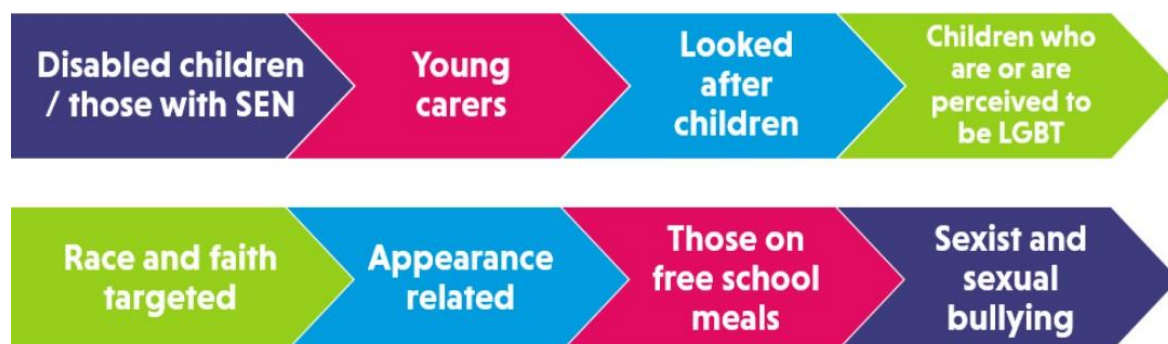 Disabled children
/ those with SEN
Young
carers
Looked
after
children
Children who
are or are
perceived to
be LGBT
Race and faith
targeted
Appearance
related
Those on
free school
meals
Sexist and
sexual
bullying